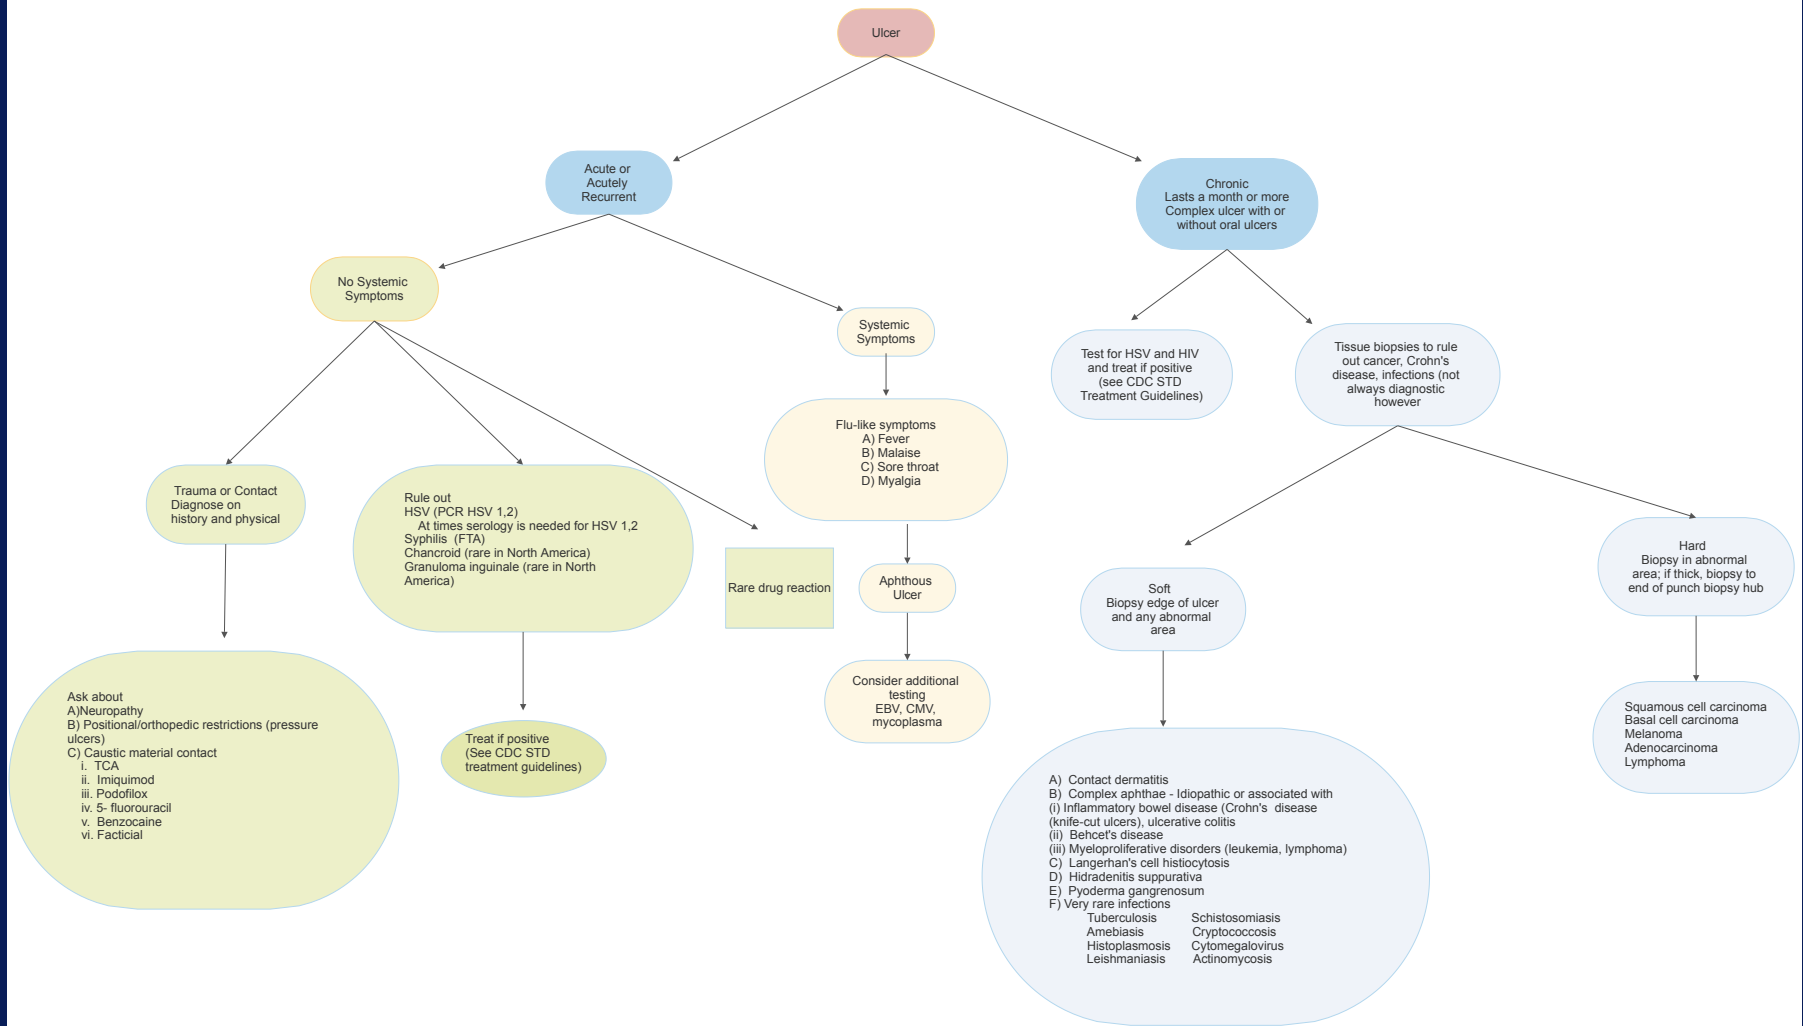 Ulcer
Acute or
Acutely
Recurrent
Chronic
Lasts a month or more
Complex ulcer with or
without oral ulcers
No Systemic
Symptoms
Systemic
Symptoms
Test for HSV and HIV
and treat if positive
(see CDC STD
Treatment Guidelines)
Tissue biopsies to rule
out cancer, Crohn's
disease, infections (not
always diagnostic
however
Flu-like symptoms
A) Fever
B) Malaise
C) Sore throat
D) Myalgia
Trauma or Contact
Diagnose on
history and physical
Rule out
HSV (PCR HSV 1,2)
At times serology is needed for HSV 1,2
Syphilis (FTA)
Chancroid (rare in North America)
Granuloma inguinale (rare in North
America)
Rare drug reaction
Aphthous
Ulcer
Soft
Biopsy edge of ulcer
and any abnormal
area
Hard
Biopsy in abnormal
area; if thick, biopsy to
end of punch biopsy hub
Ask about
A)Neuropathy
B) Positional/orthopedic restrictions (pressure
ulcers)
C) Caustic material contact
i. TCA
ii. Imiquimod
iii. Podofilox
iv. 5- fluorouracil
v. Benzocaine
vi. Facticial
Treat if positive
(See CDC STD
treatment guidelines)
Consider additional
testing
EBV, CMV,
mycoplasma
Squamous cell carcinoma
Basal cell carcinoma
Melanoma
Adenocarcinoma
Lymphoma
A) Contact dermatitis
B) Complex aphthae - Idiopathic or associated with
(i) Inflammatory bowel disease (Crohn's disease
(knife-cut ulcers), ulcerative colitis
(ii) Behcet's disease
(iii) Myeloproliferative disorders (leukemia, lymphoma)
C) Langerhan's cell histiocytosis
D) Hidradenitis suppurativa
E) Pyoderma gangrenosum
F) Very rare infections
Tuberculosis Schistosomiasis
Amebiasis Cryptococcosis
Histoplasmosis Cytomegalovirus
Leishmaniasis Actinomycosis